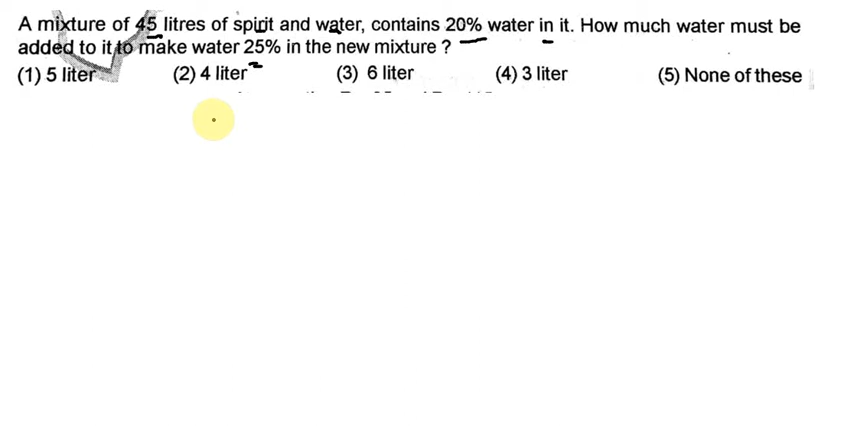 A mixture of 45 litres of spirit and water, contains 20% water in it. How much water must be
added to it to make water 25% in the new mixture ?
(1) 5 liter (2) 4 liter (3) 6 liter (4) 3 liter (5) None of these